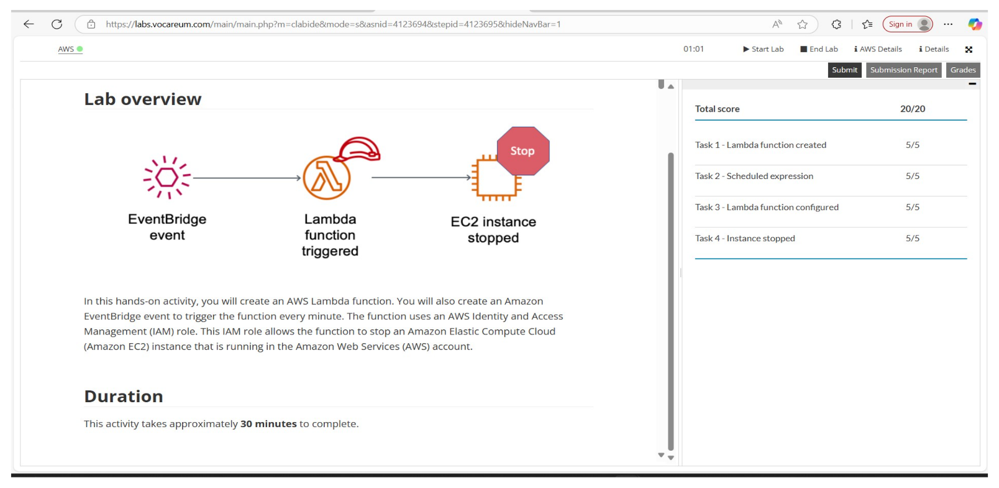 https://labs.vocareum.com/main/main.php?m=clabide&mode=s&asnid=4123694&stepid=4123695&hideNavBar=1
Sign in
AWS
01:01
Start Lab
End Lab
AWS Details
Details
Submit
Submission Report
Grades
Lab overview
Stop
EventBridge
event
Lambda
function
triggered
EC2 instance
stopped
In this hands-on activity, you will create an AWS Lambda function. You will also create an Amazon
EventBridge event to trigger the function every minute. The function uses an AWS Identity and Access
Management (IAM) role. This IAM role allows the function to stop an Amazon Elastic Compute Cloud
(Amazon EC2) instance that is running in the Amazon Web Services (AWS) account.
Duration
This activity takes approximately 30 minutes to complete.
Total score 20/20
Task 1 - Lambda function created 5/5
Task 2 - Scheduled expression 5/5
Task 3 - Lambda function configured 5/5
Task 4 - Instance stopped 5/5